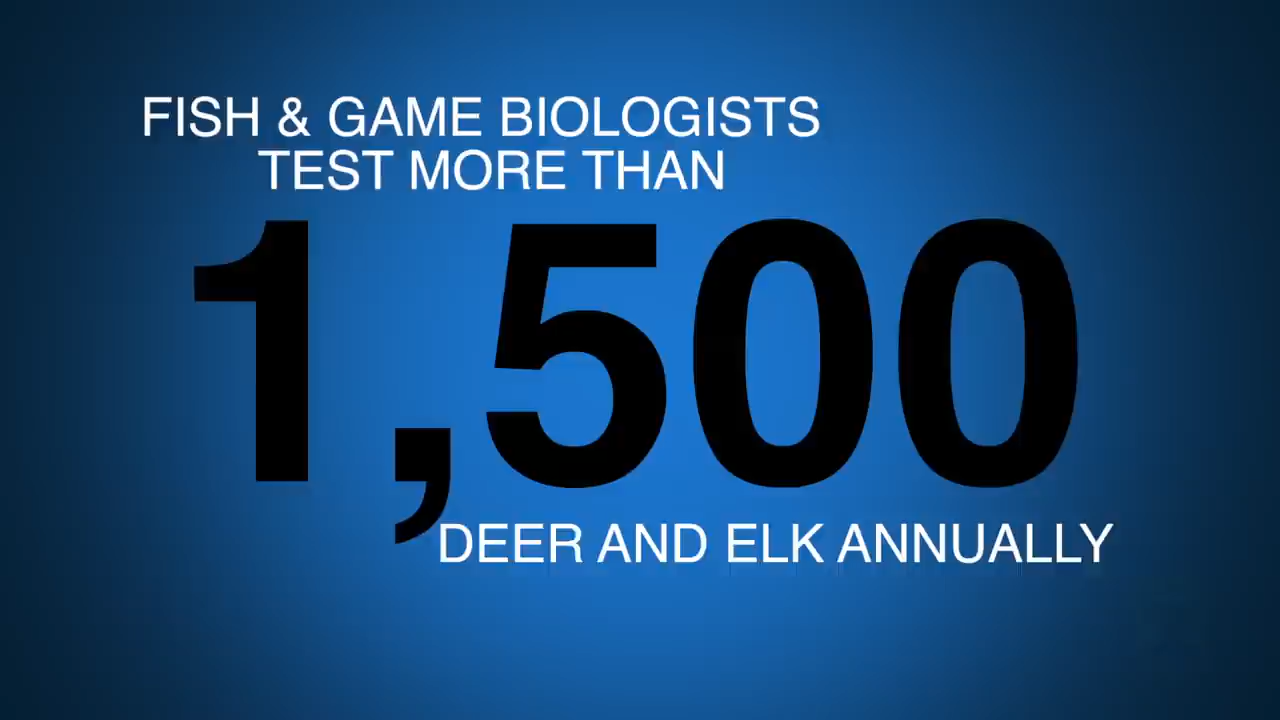 FISH & GAME BIOLOGISTS
TEST MORE THAN
1,500
DEER AND ELK ANNUALLY